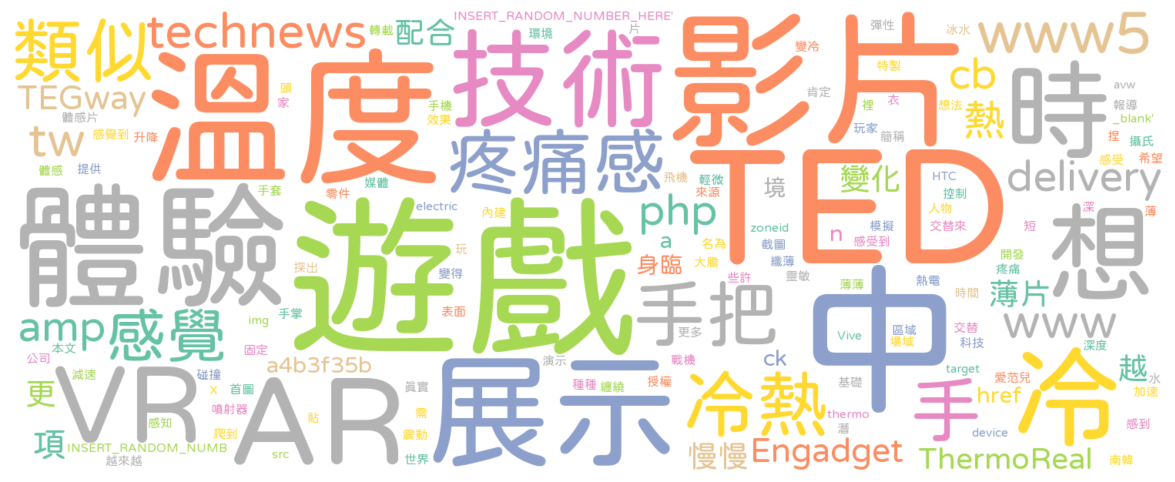 INSERT_RANDOM_NUMBER_HERE'
類似
technews
轉載
配合
環境
片
影片
變冷
彈性
冰水
www5
TEGway
體感片
溫度
頭
家
技術
特製
肯定
cb
avw
tw
感覺到
升降
手機
效果
裡
衣
想法
熱
時
報導
_blank'
玩家
簡稱
捏
攝氏
體感
提供
疼痛感
TED
感受
希望
體驗
手套
零件
媒體
飛機
輕微
來源
境
變化
HTC
控制
delivery
electric
內建
php
人物
深
薄
遊戲
zoneid
n
模擬
交替來
短
想
a
名為
截圖
感受到
玩
大膽
纖薄
開發
探出
變得
身臨
些許
靈敏
熱電
疼痛
手把
薄薄
中
時間
薄片
amp
感覺
img
手掌
表面
更多
Vive
區域
場域
交替
科技
www
本文
公司
固定
a4b3f35b
演示
戰機
ck
深度
target
愛范兒
越
水
VR
減速
碰撞
x
首圖
AR
真實
展示
種種
纏繞
授權
基礎
手
href
冷
加速
更
噴射器
貼
需
冷熱
thermo
感知
爬到
震動
潛
device
感到
項
INSERT_RANDOM_NUMB
越來越
src
世界
慢慢
Engadget
ThermoReal
南韓